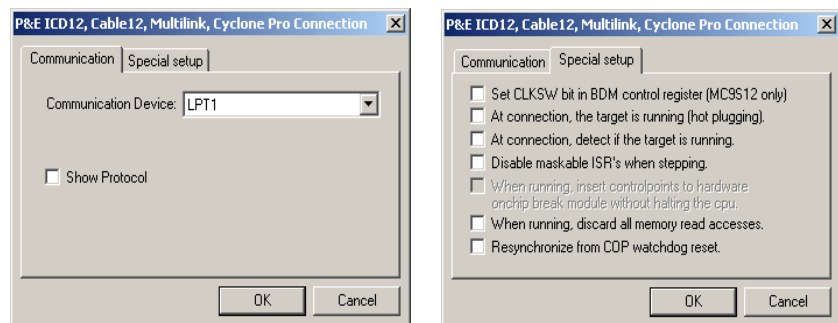 P&E ICD12, Cable12, Multilink, Cyclone Pro Connection
Communication
Special setup
Communication Device:
LPT1
Show Protocol
OK
Cancel
P&E ICD12, Cable12, Multilink, Cyclone Pro Connection
Communication
Special setup
Set CLKSW bit in BDM control register (MC9S12 only)
At connection, the target is running (hot plugging).
At connection, detect if the target is running.
Disable maskable ISR's when stepping.
When running, insert controlpoints to hardware
onchip break module without halting the cpu.
When running, discard all memory read accesses.
Resynchronize from COP watchdog reset.
OK
Cancel